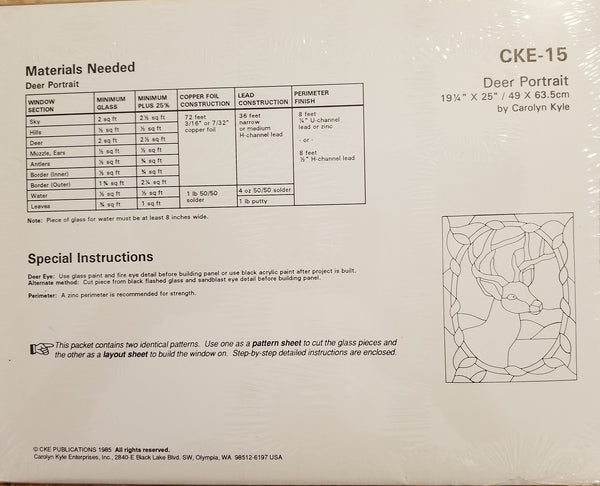 CKE-15
Deer Portrait
19¼" X 25" / 49 X 63.5cm
by Carolyn Kyle
Materials Needed
Deer Portrait
WINDOW SECTION MINIMUM GLASS MINIMUM PLUS 25% COPPER FOIL CONSTRUCTION LEAD CONSTRUCTION PERIMETER FINISH
Sky 2 sq ft 2½ sq ft 72 feet 3/16" or 7/32" copper foil 36 feet narrow or medium H-channel lead 8 feet ¼" U-channel lead or zinc - or - 8 feet ½" H-channel lead
Hills ½ sq ft ½ sq ft
Deer 2 sq ft 2½ sq ft
Muzzle, Ears ½ sq ft ½ sq ft
Antlers ½ sq ft ¾ sq ft
Border (Inner) ½ sq ft ¾ sq ft
Border (Outer) 1¾ sq ft 2¼ sq ft
Water ½ sq ft ½ sq ft 1 lb 50/50 solder 4 oz 50/50 solder
Leaves ¾ sq ft 1 sq ft 1 lb putty
Note: Piece of glass for water must be at least 8 inches wide.
Special Instructions
Deer Eye: Use glass paint and fire eye detail before building panel or use black acrylic paint after project is built.
Alternate method: Cut piece from black flashed glass and sandblast eye detail before building panel.
Perimeter: A zinc perimeter is recommended for strength.
This packet contains two identical patterns. Use one as a pattern sheet to cut the glass pieces and
the other as a layout sheet to build the window on. Step-by-step detailed instructions are enclosed.
© CKE PUBLICATIONS 1985 All rights reserved.
Carolyn Kyle Enterprises, Inc., 2840-E Black Lake Blvd. SW, Olympia, WA 98512-6197 USA